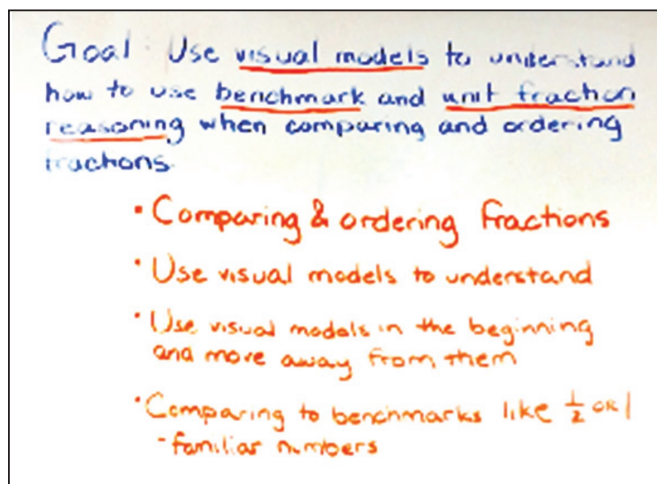 Goal: Use visual models to understand
how to use benchmark and unit fraction
reasoning when comparing and ordering
fractions.
• Comparing & ordering fractions
• Use visual models to understand
• Use visual models in the beginning
and more away from them
• Comparing to benchmarks like 1/2 or 1
- familiar numbers